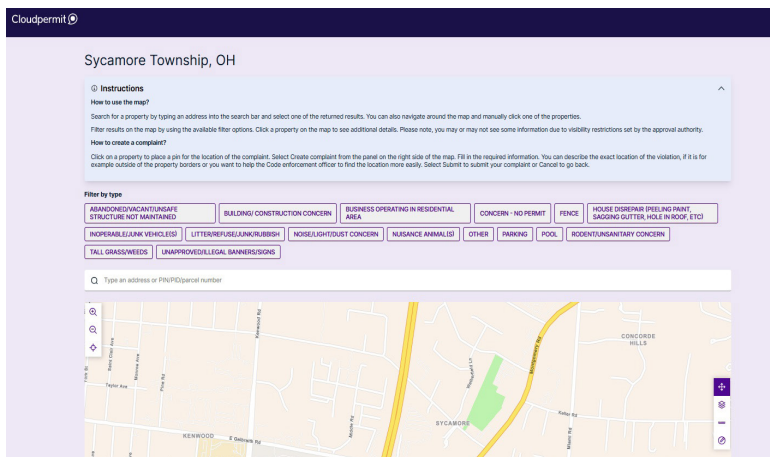 Cloudpermit
Sycamore Township, OH
Instructions
How to use the map?
Search for a property by typing an address into the search bar and select one of the returned results. You can also navigate around the map and manually click one of the properties.
Filter results on the map by using the available filter options. Click a property on the map to see additional details. Please note, you may or may not see some information due to visibility restrictions set by the approval authority.
How to create a complaint?
Click on a property to place a pin for the location of the complaint. Select Create complaint from the panel on the right side of the map. Fill in the required information. You can describe the exact location of the violation, if it is for
example outside of the property borders or you want to help the Code enforcement officer to find the location more easily. Select Submit to submit your complaint or Cancel to go back.
Filter by type
ABANDONED/VACANT/UNSAFE
STRUCTURE NOT MAINTAINED
BUILDING/ CONSTRUCTION CONCERN
BUSINESS OPERATING IN RESIDENTIAL
AREA
CONCERN - NO PERMIT
FENCE
HOUSE DISREPAIR (PEELING PAINT,
SAGGING GUTTER, HOLE IN ROOF, ETC)
INOPERABLE/JUNK VEHICLE(S)
LITTER/REFUSE/JUNK/RUBBISH
NOISE/LIGHT/DUST CONCERN
NUISANCE ANIMAL(S)
OTHER
PARKING
POOL
RODENT/UNSANITARY CONCERN
TALL GRASS/WEEDS
UNAPPROVED/ILLEGAL BANNERS/SIGNS
Type an address or PIN/PID/parcel number
Kenwood Rd
Montgomery Rd
CONCORDE
HILLS
Saint Clair Ave
Monroe Ave
Pine Rd
Taylor Ave
Keller Rd
SYCAMORE
Middle Rd
Miami Rd
KENWOOD
E Galbraith Rd